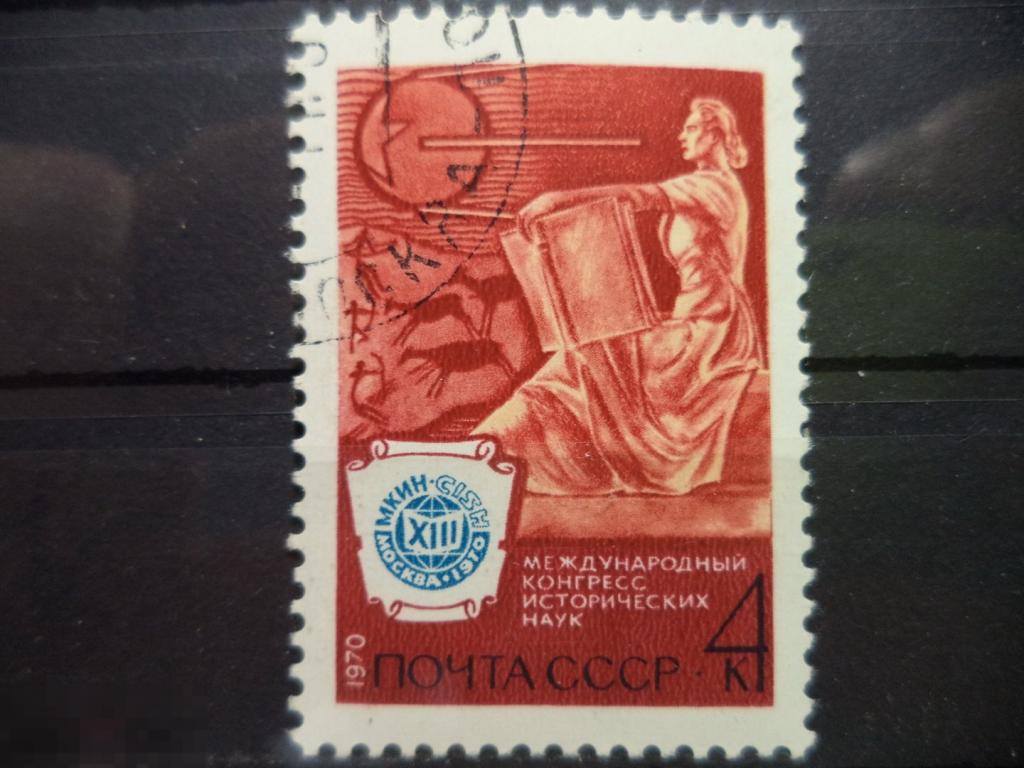 МКИН · CISH
XIII
МОСКВА · 1970
МЕЖДУНАРОДНЫЙ
КОНГРЕСС
ИСТОРИЧЕСКИХ
НАУК
1970
ПОЧТА СССР · 4 к